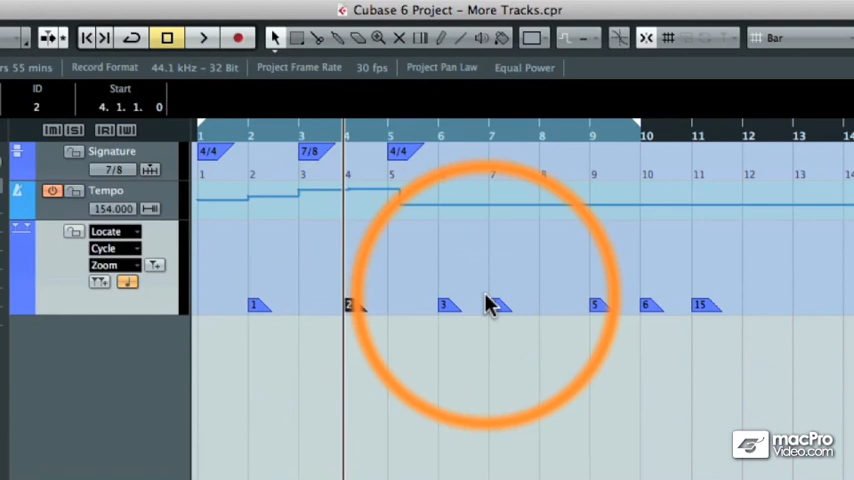 Cubase 6 Project - More Tracks.cpr
Bar
rs 55 mins Record Format 44.1 kHz - 32 Bit Project Frame Rate 30 fps Project Pan Law Equal Power
ID Start
2 4. 1. 1. 0
M S R W 1 2 3 4 5 6 7 8 9 10 11 12 13 14
Signature 4/4 7/8 4/4
7/8 1 2 3 4 5 7 8 9 10 11 12 13 14
Tempo
154.000
Locate
Cycle
Zoom
1 2 3 5 6 15
macPro
Video.com